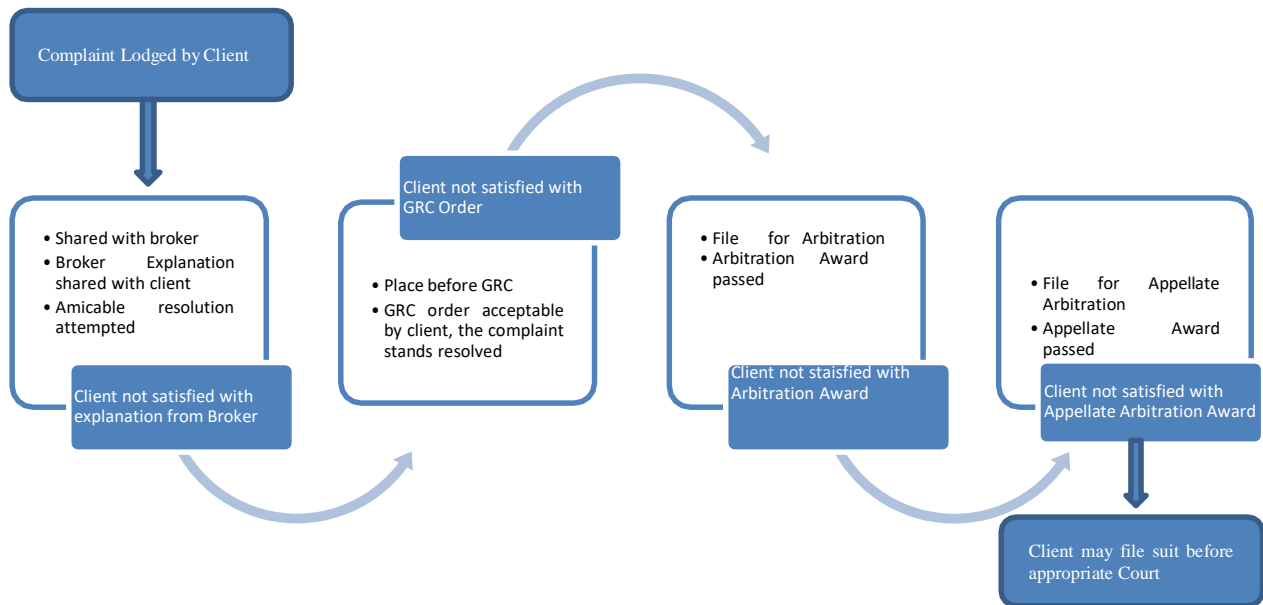 Complaint Lodged by Client
• Shared with broker
• Broker Explanation
shared with client
• Amicable resolution
attempted
Client not satisfied with
explanation from Broker
Client not satisfied with
GRC Order
• Place before GRC
• GRC order acceptable
by client, the complaint
stands resolved
• File for Arbitration
• Arbitration Award
passed
Client not staisfied with
Arbitration Award
• File for Appellate
Arbitration
• Appellate Award
passed
Client not satisfied with
Appellate Arbitration Award
Client may file suit before
appropriate Court